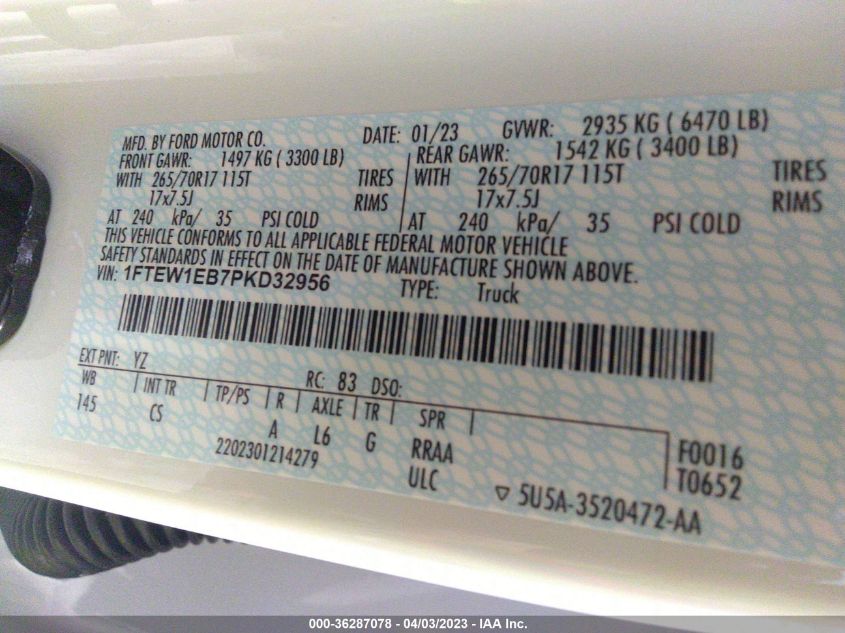 MFD. BY FORD MOTOR CO. DATE: 01/23 GVWR: 2935 KG ( 6470 LB)
FRONT GAWR: 1497 KG ( 3300 LB) REAR GAWR: 1542 KG ( 3400 LB)
WITH 265/70R17 115T TIRES WITH 265/70R17 115T TIRES
17x7.5J RIMS 17x7.5J RIMS
AT 240 kPa/ 35 PSI COLD AT 240 kPa/ 35 PSI COLD
THIS VEHICLE CONFORMS TO ALL APPLICABLE FEDERAL MOTOR VEHICLE
SAFETY STANDARDS IN EFFECT ON THE DATE OF MANUFACTURE SHOWN ABOVE.
VIN: 1FTEW1EB7PKD32956 TYPE: Truck
EXT PNT: YZ RC: 83 DSO:
WB INT TR TP/PS R AXLE TR SPR
145 CS A L6 G RRAA F0016
2202301214279 ULC T0652
▽ 5U5A-3520472-AA
000-36287078 - 04/03/2023 - IAA Inc.